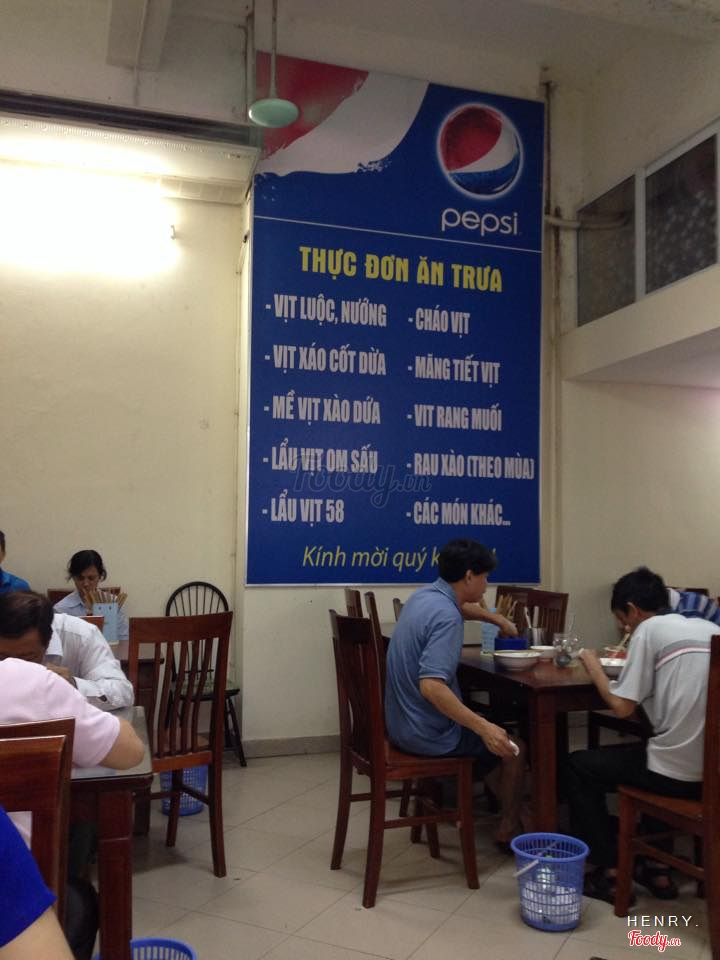 pepsi
THỰC ĐƠN ĂN TRƯA
- VỊT LUỘC, NƯỚNG
- VỊT XÁO CỐT DỪA
- MỀ VỊT XÀO DỨA
- LẨU VỊT OM SẤU
- LẨU VỊT 58
- CHÁO VỊT
- MĂNG TIẾT VỊT
- VIT RANG MUỐI
- RAU XÀO (THEO MÙA)
- CÁC MÓN KHÁC...
Kính mời quý
Foody.vn
HENRY.
Foody.vn